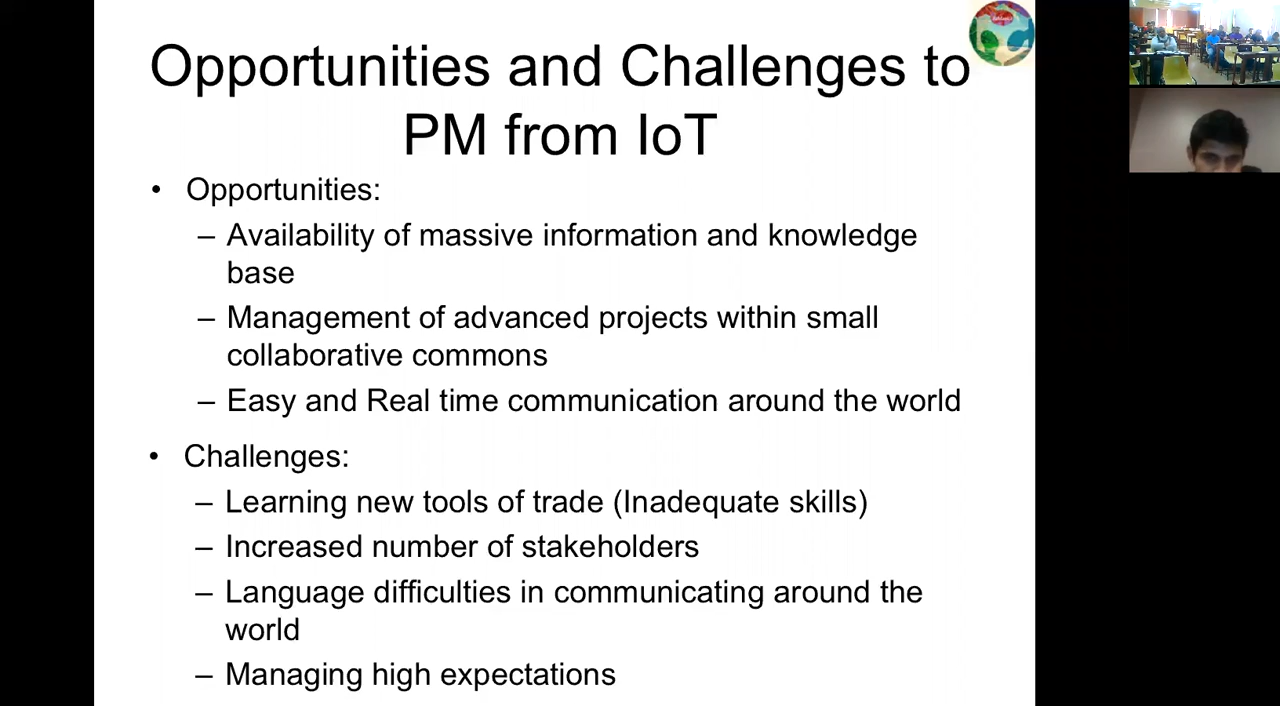 Opportunities and Challenges to
PM from IoT
• Opportunities:
– Availability of massive information and knowledge
base
– Management of advanced projects within small
collaborative commons
– Easy and Real time communication around the world
• Challenges:
– Learning new tools of trade (Inadequate skills)
– Increased number of stakeholders
– Language difficulties in communicating around the
world
– Managing high expectations